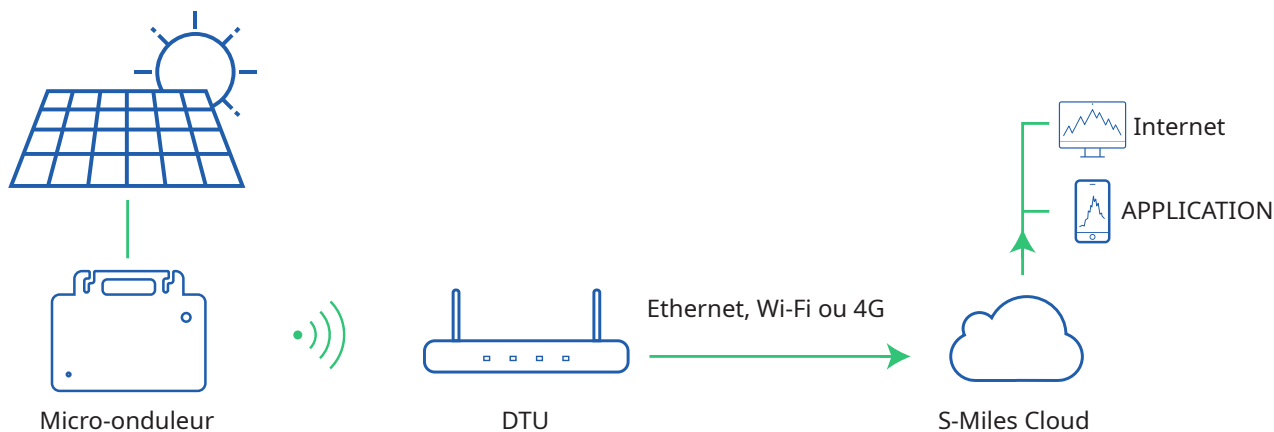 Internet
APPLICATION
Ethernet, Wi-Fi ou 4G
Micro-onduleur
DTU
S-Miles Cloud